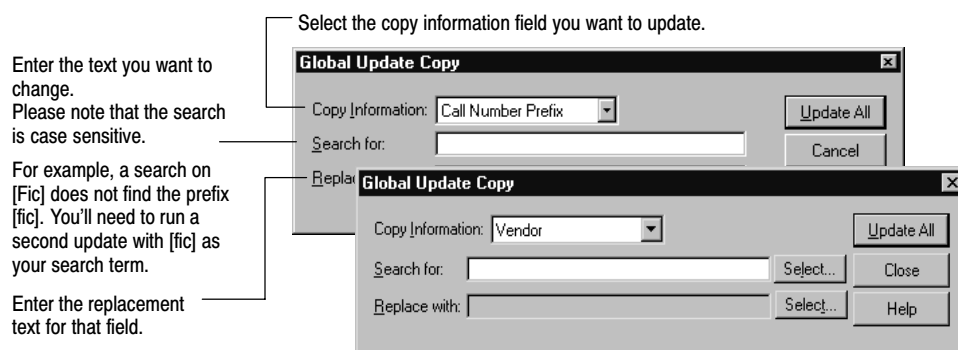 Select the copy information field you want to update.
Enter the text you want to
change.
Please note that the search
is case sensitive.
For example, a search on
[Fic] does not find the prefix
[fic]. You'll need to run a
second update with [fic] as
your search term.
Enter the replacement
text for that field.
Global Update Copy
Copy Information: Call Number Prefix
Update All
Search for:
Cancel
Replac
Global Update Copy
Copy Information: Vendor
Update All
Search for:
Select...
Close
Replace with:
Select...
Help